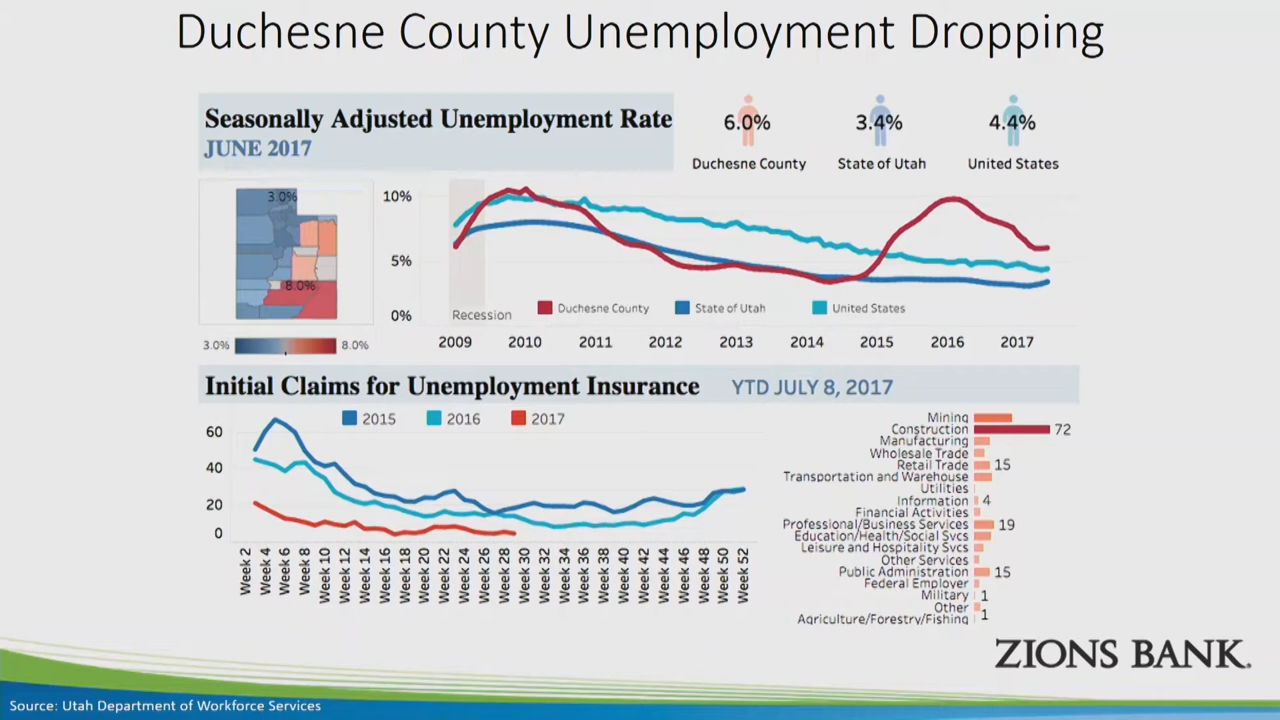 Duchesne County Unemployment Dropping
Seasonally Adjusted Unemployment Rate
JUNE 2017
6.0%
3.4%
4.4%
Duchesne County
State of Utah
United States
3.0%
8.0%
3.0%
8.0%
10%
5%
0%
Recession
Duchesne County
State of Utah
United States
2009
2010
2011
2012
2013
2014
2015
2016
2017
Initial Claims for Unemployment Insurance
YTD JULY 8, 2017
2015
2016
2017
60
40
20
0
Week 2
Week 4
Week 6
Week 8
Week 10
Week 12
Week 14
Week 16
Week 18
Week 20
Week 22
Week 24
Week 26
Week 28
Week 30
Week 32
Week 34
Week 36
Week 38
Week 40
Week 42
Week 44
Week 46
Week 48
Week 50
Week 52
Mining
Construction 72
Manufacturing
Wholesale Trade
Retail Trade 15
Transportation and Warehouse
Utilities
Information 4
Financial Activities
Professional/Business Services 19
Education/Health/Social Svcs
Leisure and Hospitality Svcs
Other Services
Public Administration 15
Federal Employer
Military 1
Other
Agriculture/Forestry/Fishing 1
ZIONS BANK.
Source: Utah Department of Workforce Services